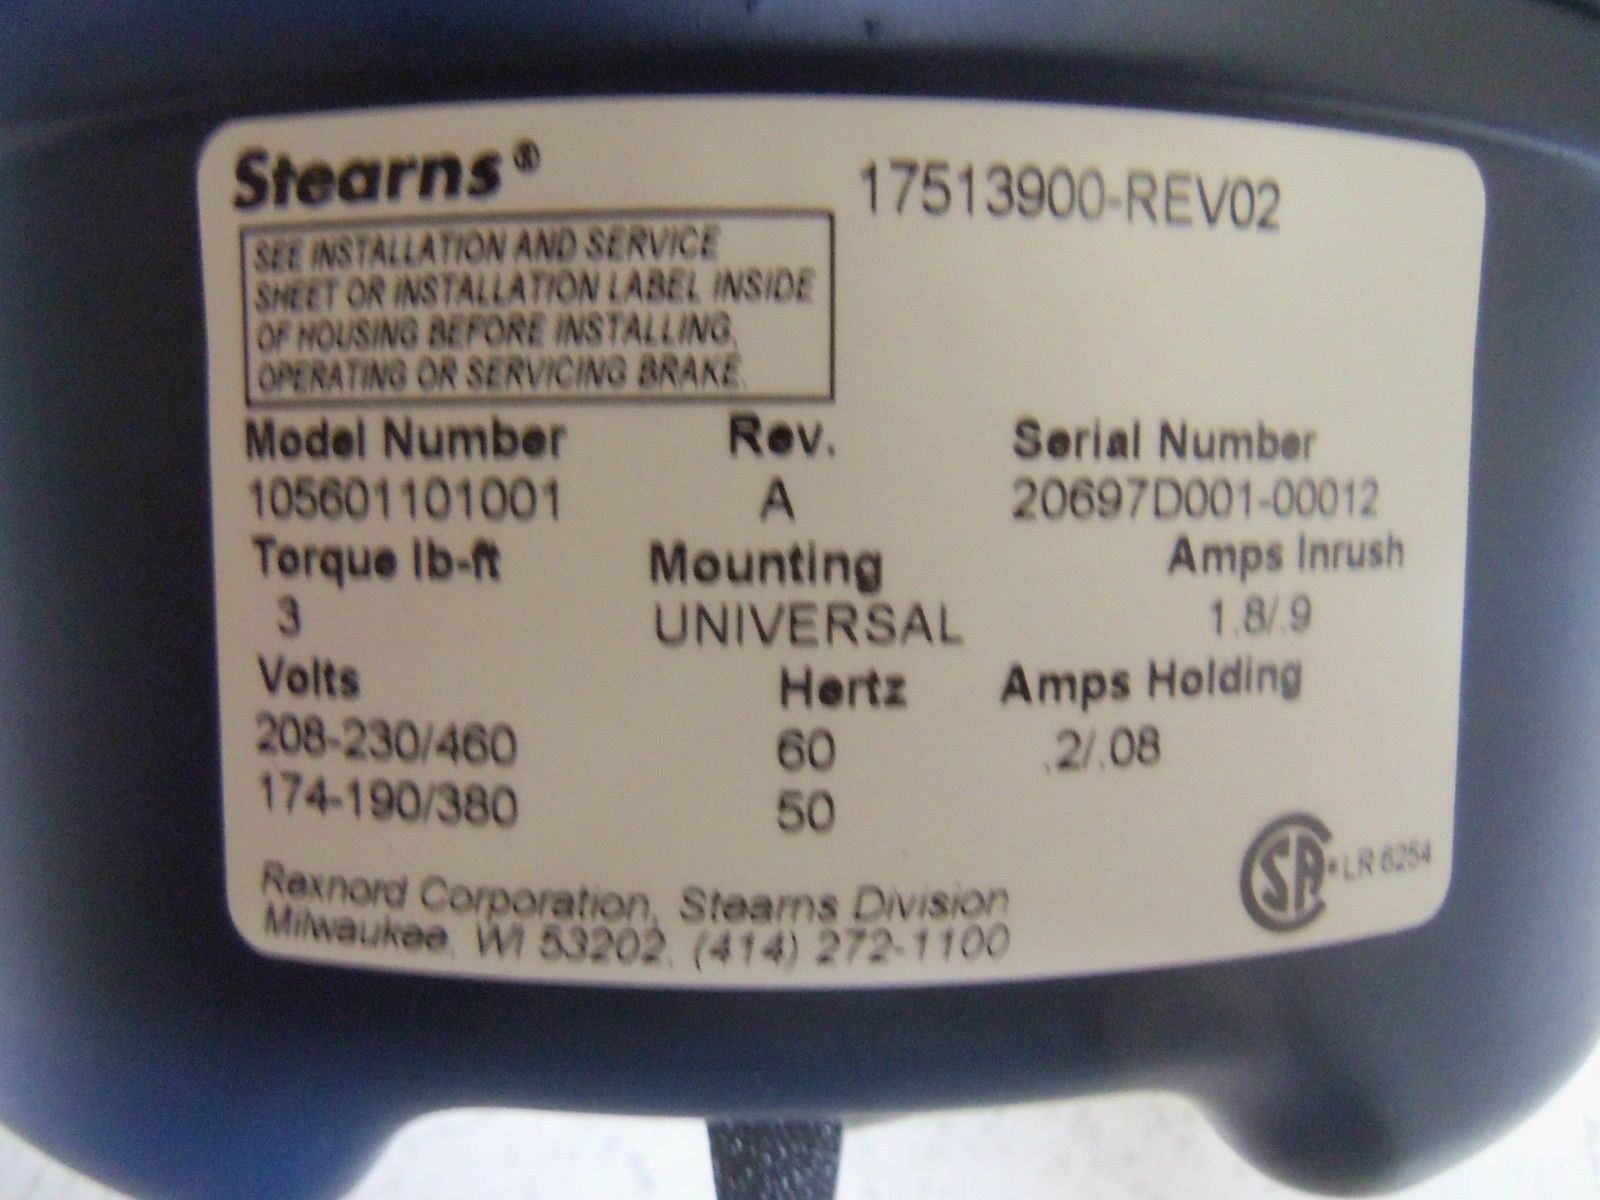 Stearns®
17513900-REV02
SEE INSTALLATION AND SERVICE
SHEET OR INSTALLATION LABEL INSIDE
OF HOUSING BEFORE INSTALLING,
OPERATING OR SERVICING BRAKE.
Model Number Rev. Serial Number
105601101001 A 20697D001-00012
Torque lb-ft Mounting Amps Inrush
3 UNIVERSAL 1.8/.9
Volts Hertz Amps Holding
208-230/460 60 .2/.08
174-190/380 50
SA LR 6254
Rexnord Corporation, Stearns Division
Milwaukee, WI 53202, (414) 272-1100